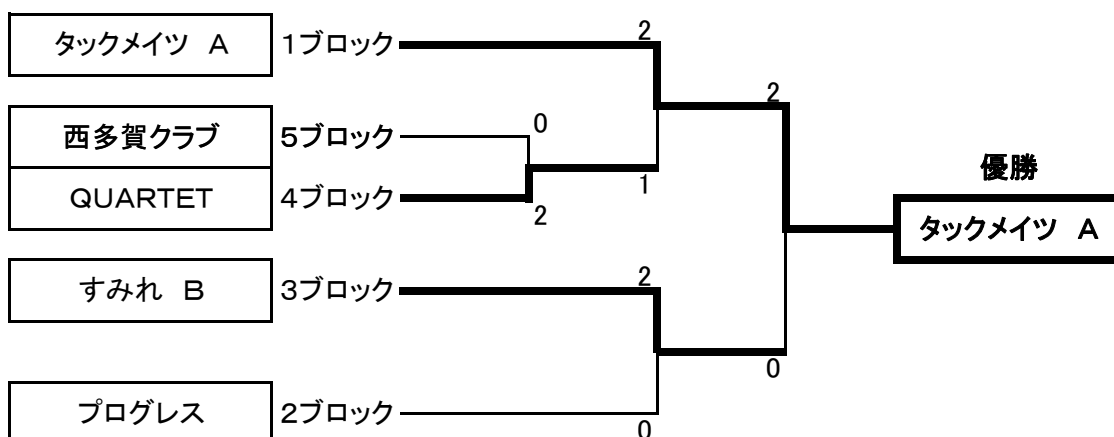 タックメイツ　A　1ブロック　2
2
西多賀クラブ　5ブロック　0
優勝
QUARTET　4ブロック　2　1
タックメイツ　A
すみれ　B　3ブロック　2
0
プログレス　2ブロック　0